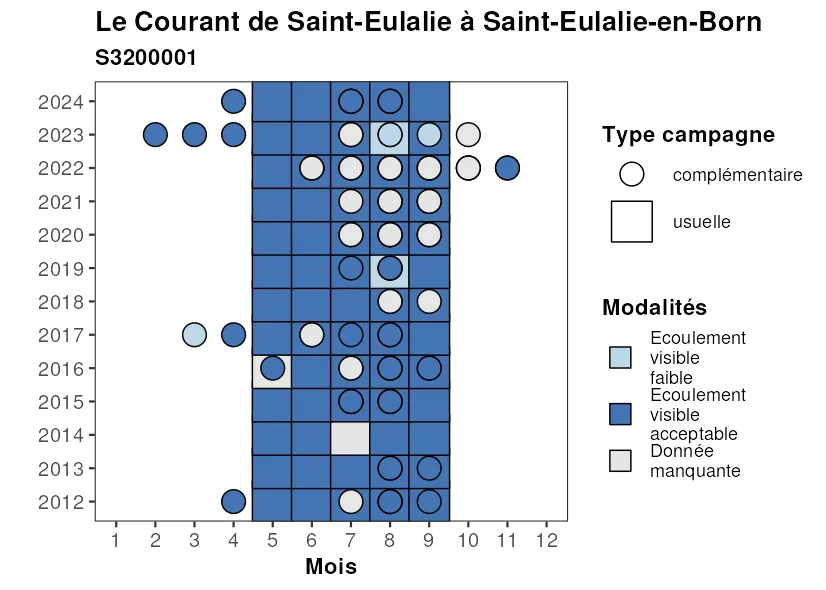 Le Courant de Saint-Eulalie à Saint-Eulalie-en-Born
S3200001
2024
2023
2022
2021
2020
2019
2018
2017
2016
2015
2014
2013
2012
1 2 3 4 5 6 7 8 9 10 11 12
Mois
Type campagne
complémentaire
usuelle
Modalités
Ecoulement
visible
faible
Ecoulement
visible
acceptable
Donnée
manquante